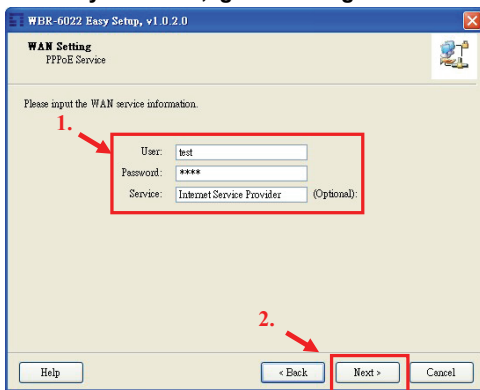 WBR-6022 Easy Setup, v1.0.2.0
WAN Setting
PPPoE Service
Please input the WAN service information.
1.
User: test
Password: ****
Service: Internet Service Provider (Optional):
2.
Help < Back Next > Cancel